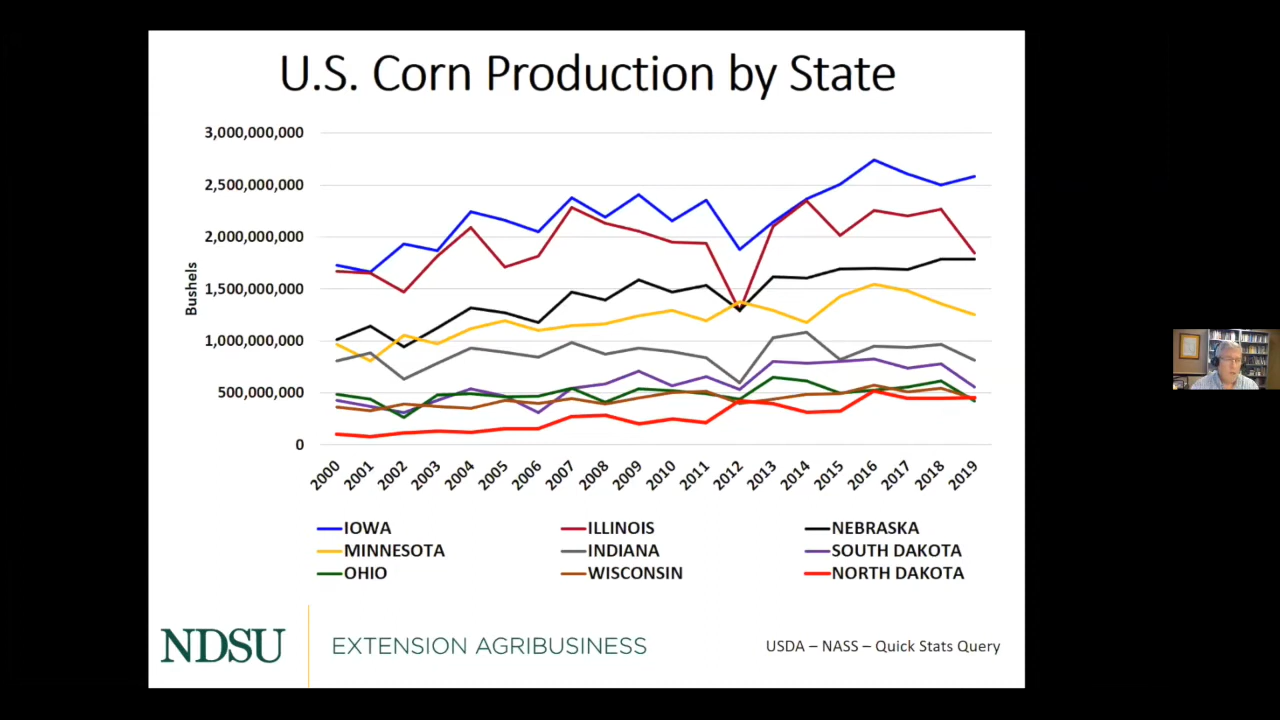 U.S. Corn Production by State
3,000,000,000
2,500,000,000
2,000,000,000
1,500,000,000
1,000,000,000
500,000,000
0
Bushels
2000 2001 2002 2003 2004 2005 2006 2007 2008 2009 2010 2011 2012 2013 2014 2015 2016 2017 2018 2019
IOWA ILLINOIS NEBRASKA
MINNESOTA INDIANA SOUTH DAKOTA
OHIO WISCONSIN NORTH DAKOTA
NDSU EXTENSION AGRIBUSINESS USDA – NASS – Quick Stats Query